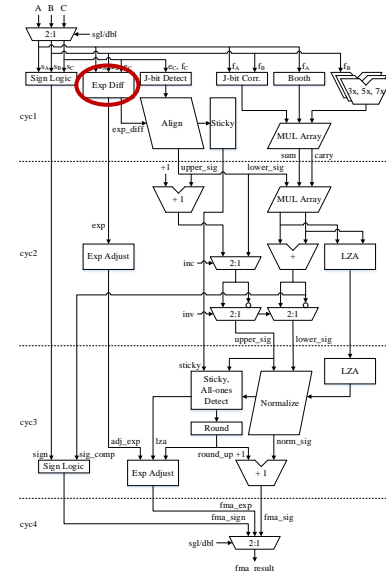 A B C
2:1
sgl/dbl
sA sB sC
eC, fC
fA
fB
fA
fB
Sign Logic
Exp Diff
J-bit Detect
J-bit Corr.
Booth
3x, 5x, 7x
cyc1
exp_diff
Align
Sticky
MUL Array
sum
carry
+1
upper_sig
lower_sig
+ 1
MUL Array
exp
cyc2
Exp Adjust
inc
2:1
+
LZA
inv
2:1
2:1
upper_sig
lower_sig
sticky
Sticky,
All-ones
Detect
Normalize
LZA
cyc3
Round
sign
sig_comp
adj_exp
lza
round_up +1
norm_sig
Sign Logic
Exp Adjust
+ 1
cyc4
fma_exp
fma_sign
fma_sig
sgl/dbl
2:1
fma_result